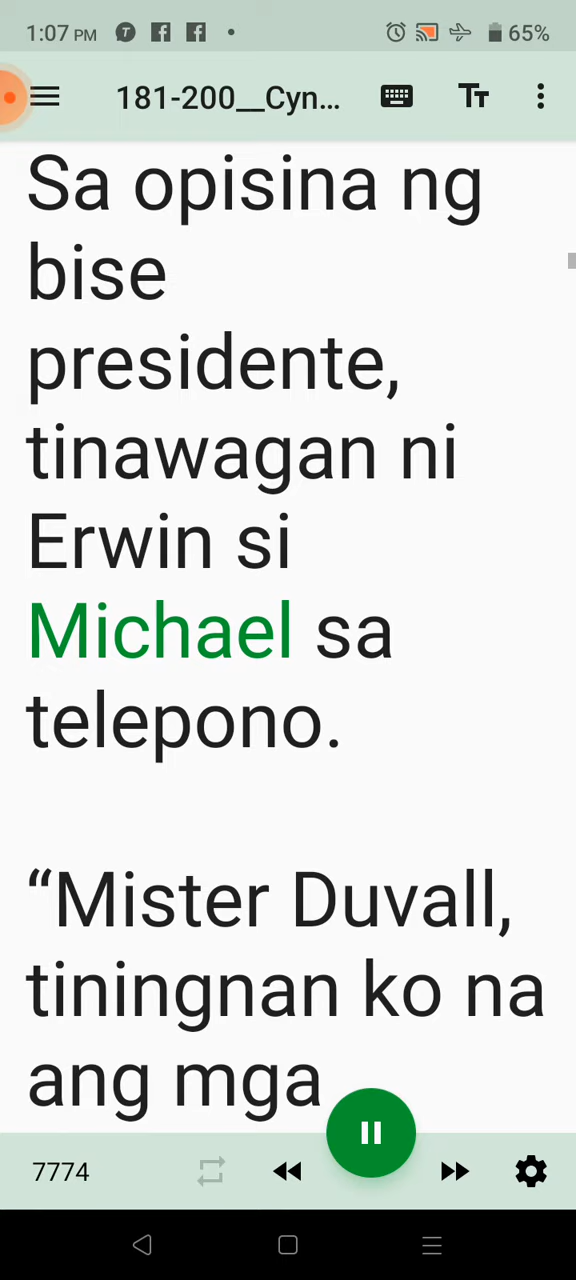 1:07 PM
65%
181-200__Cyn...
Sa opisina ng
bise
presidente,
tinawagan ni
Erwin si
Michael sa
telepono.
“Mister Duvall,
tiningnan ko na
ang mga
7774